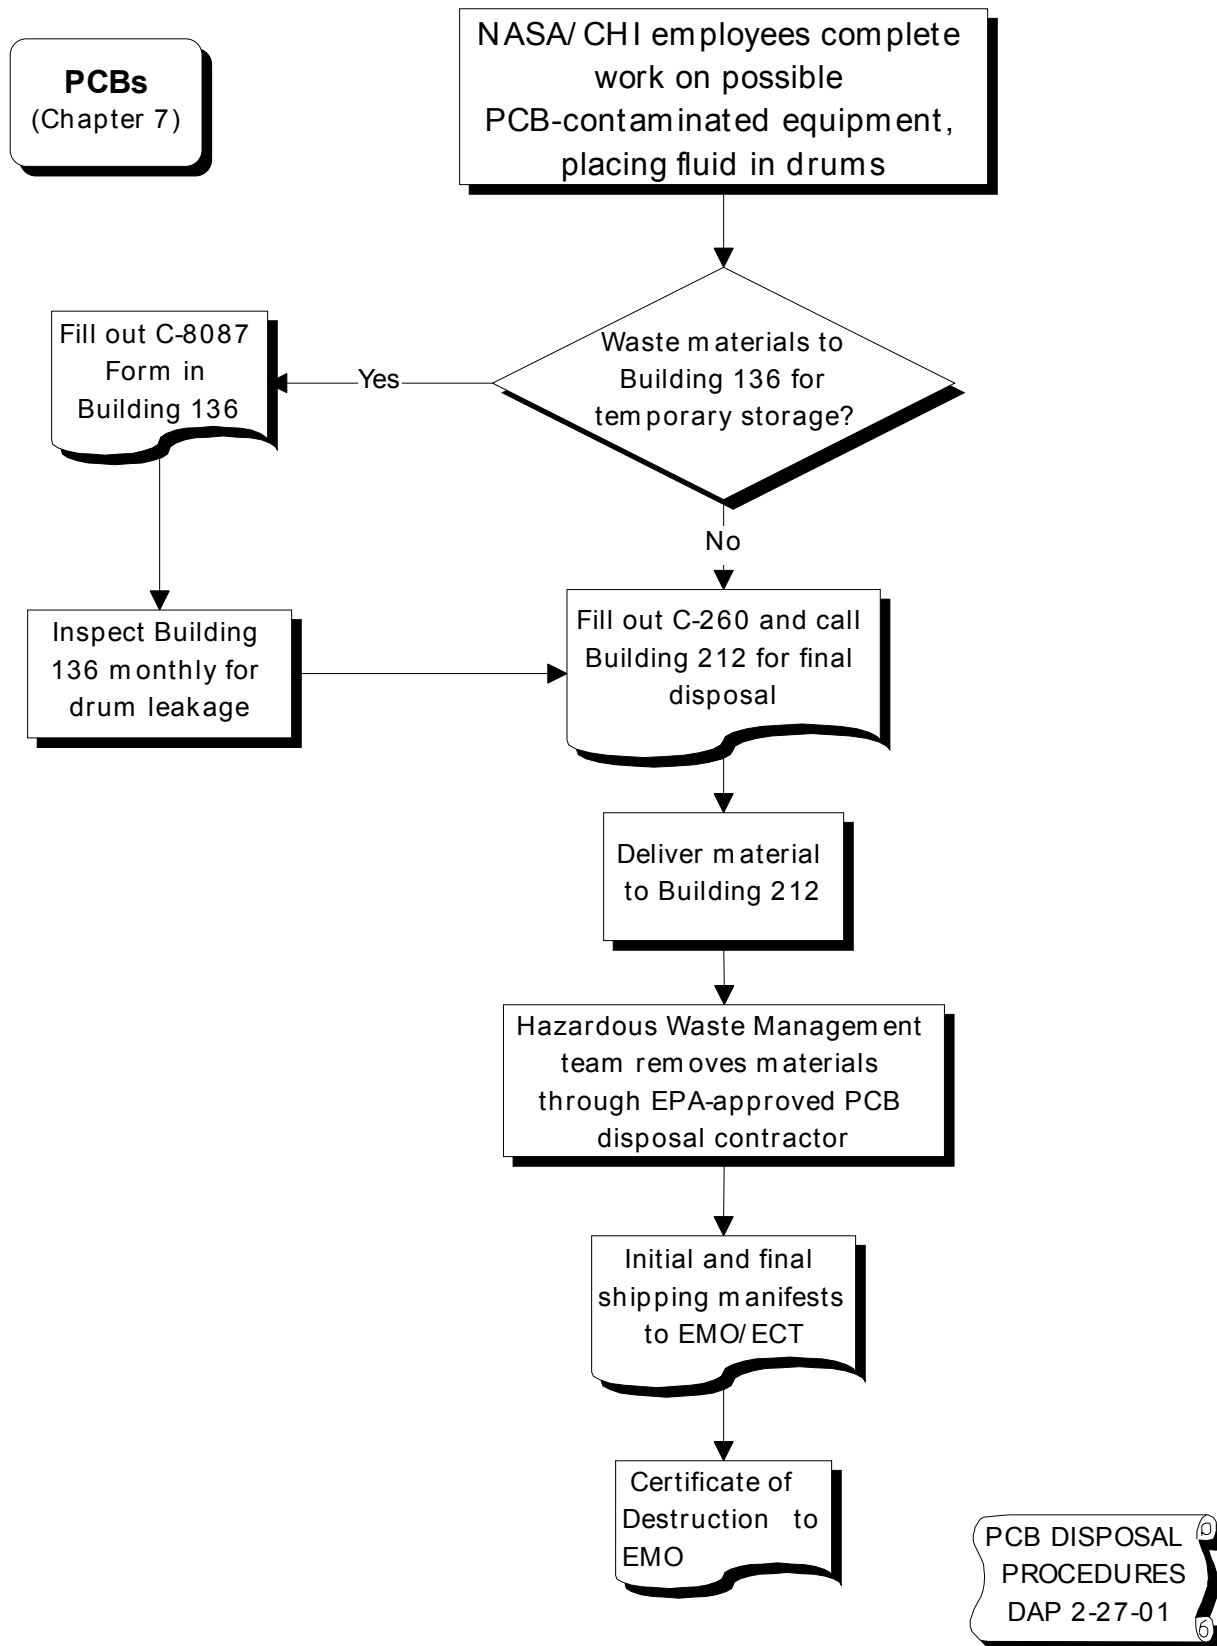 PCBs
(Chapter 7)
NASA/CHI employees complete
work on possible
PCB-contaminated equipment,
placing fluid in drums
Waste materials to
Building 136 for
temporary storage?
Yes
Fill out C-8087
Form in
Building 136
No
Inspect Building
136 monthly for
drum leakage
Fill out C-260 and call
Building 212 for final
disposal
Deliver material
to Building 212
Hazardous Waste Management
team removes materials
through EPA-approved PCB
disposal contractor
Initial and final
shipping manifests
to EMO/ECT
Certificate of
Destruction to
EMO
PCB DISPOSAL
PROCEDURES
DAP 2-27-01